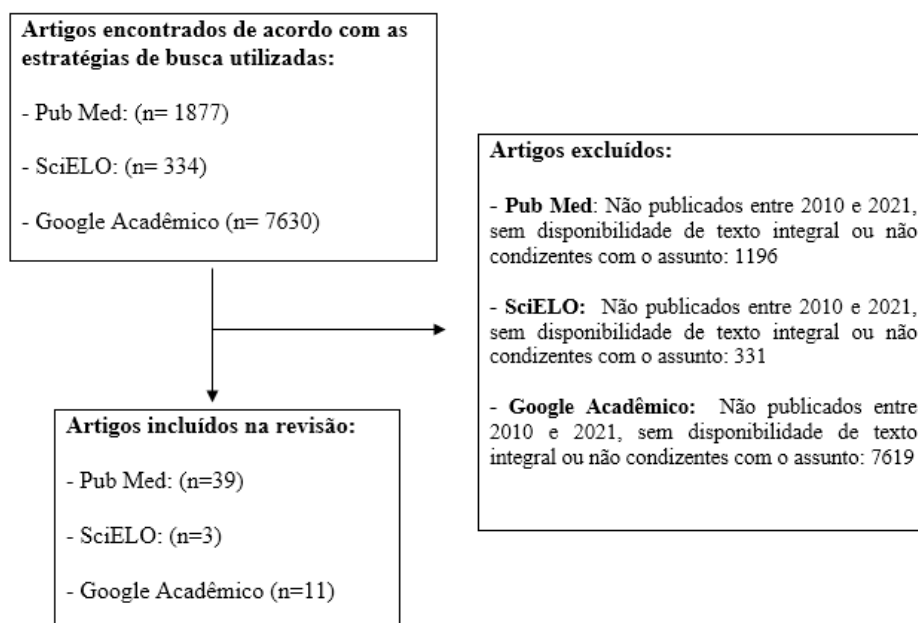 Artigos encontrados de acordo com as
estratégias de busca utilizadas:
- Pub Med: (n= 1877)
- SciELO: (n= 334)
- Google Acadêmico (n= 7630)
Artigos excluídos:
- Pub Med: Não publicados entre 2010 e 2021,
sem disponibilidade de texto integral ou não
condizentes com o assunto: 1196
- SciELO: Não publicados entre 2010 e 2021,
sem disponibilidade de texto integral ou não
condizentes com o assunto: 331
- Google Acadêmico: Não publicados entre
2010 e 2021, sem disponibilidade de texto
integral ou não condizentes com o assunto: 7619
Artigos incluídos na revisão:
- Pub Med: (n=39)
- SciELO: (n=3)
- Google Acadêmico (n=11)